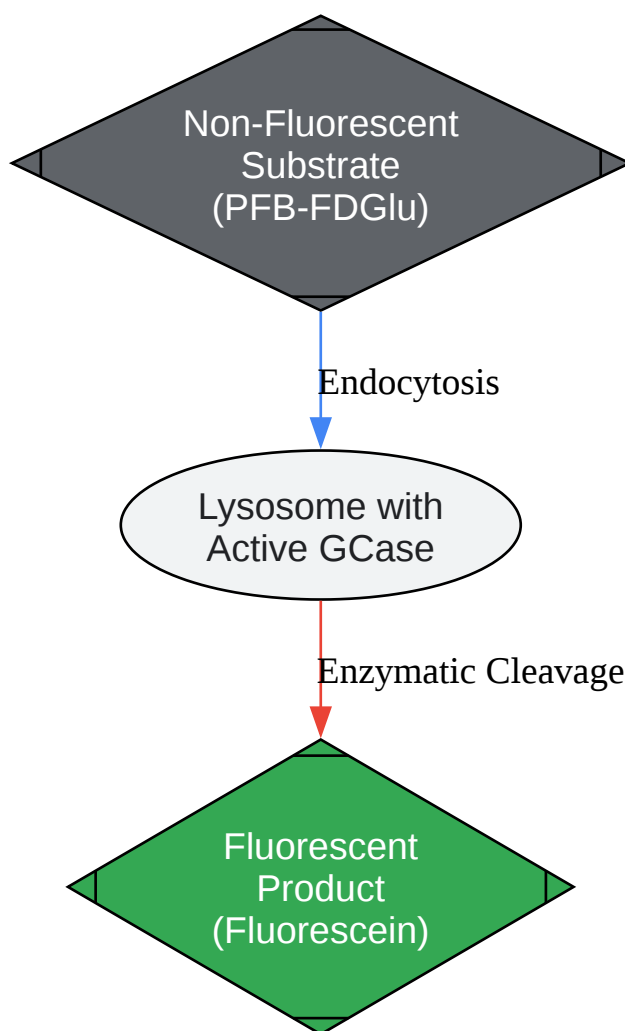 Non-Fluorescent
Substrate
(PFB-FDGlu)
Endocytosis
Lysosome with
Active GCase
Enzymatic Cleavage
Fluorescent
Product
(Fluorescein)